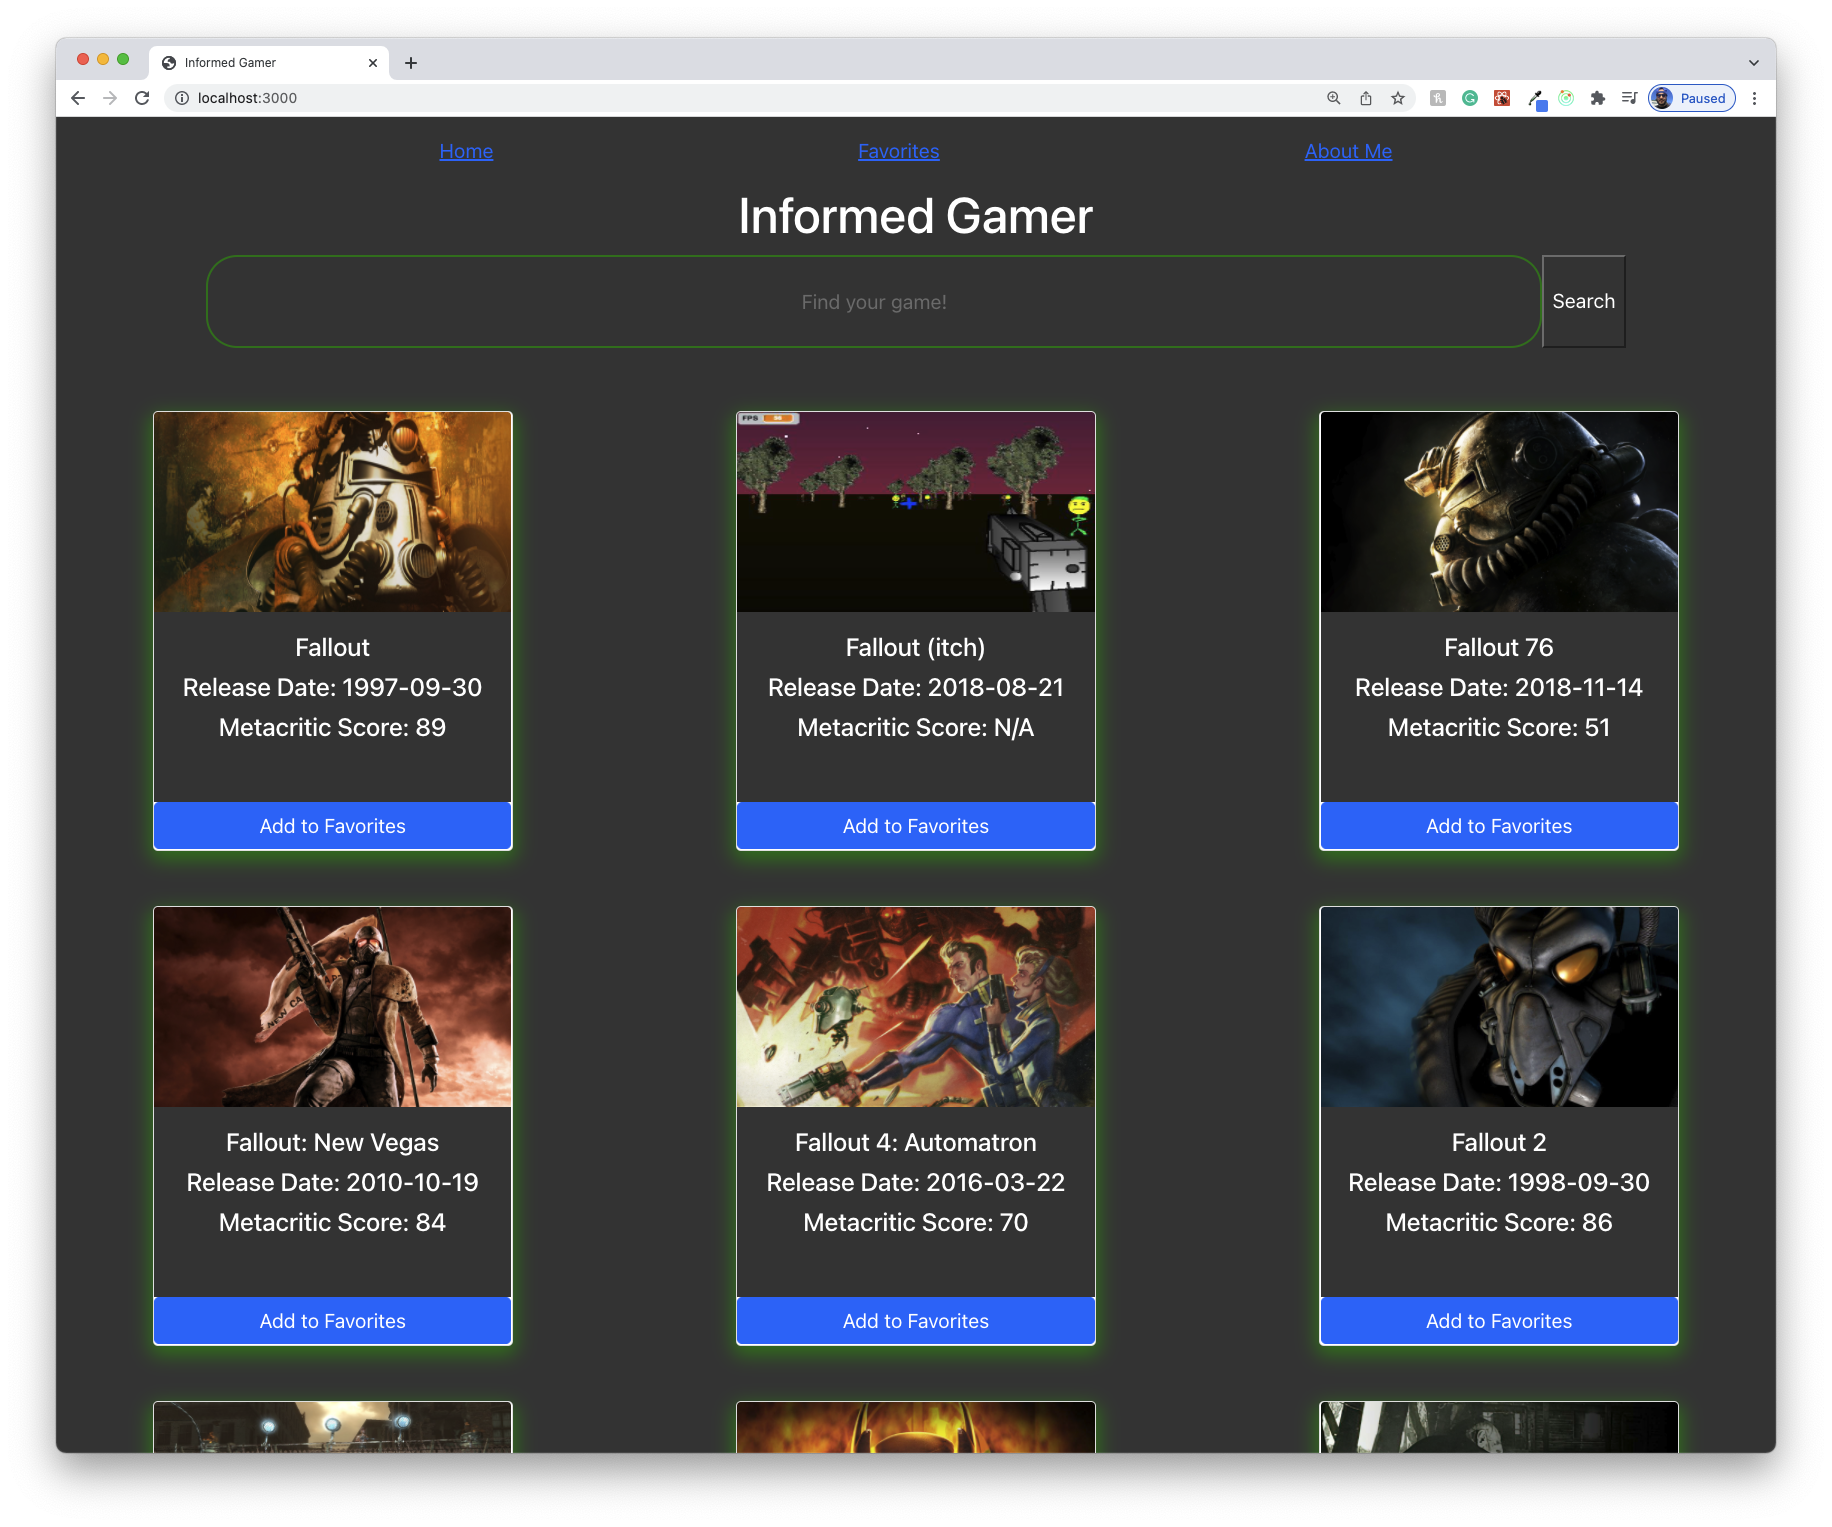 Informed Gamer
localhost:3000
Paused
Home
Favorites
About Me
Informed Gamer
Find your game!
Search
FPS
Fallout
Release Date: 1997-09-30
Metacritic Score: 89
Add to Favorites
Fallout (itch)
Release Date: 2018-08-21
Metacritic Score: N/A
Add to Favorites
Fallout 76
Release Date: 2018-11-14
Metacritic Score: 51
Add to Favorites
Fallout: New Vegas
Release Date: 2010-10-19
Metacritic Score: 84
Add to Favorites
Fallout 4: Automatron
Release Date: 2016-03-22
Metacritic Score: 70
Add to Favorites
Fallout 2
Release Date: 1998-09-30
Metacritic Score: 86
Add to Favorites